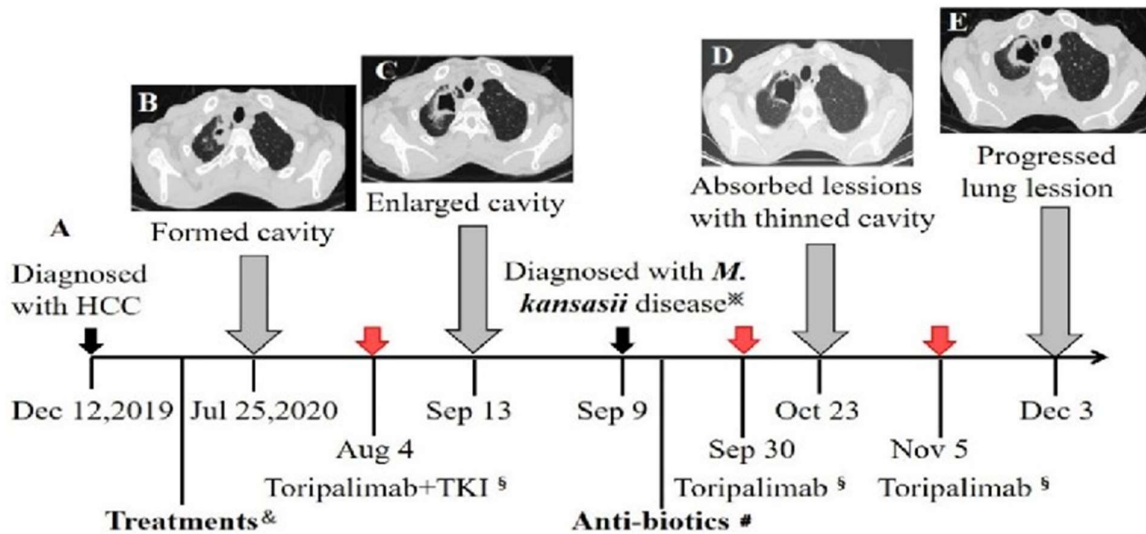 B
C
D
E
A
Formed cavity
Enlarged cavity
Absorbed lessions
with thinned cavity
Progressed
lung lession
Diagnosed
with HCC
Diagnosed with M.
kansasii disease※
Dec 12,2019
Jul 25,2020
Sep 13
Sep 9
Oct 23
Dec 3
Aug 4
Toripalimab+TKI §
Sep 30
Toripalimab §
Nov 5
Toripalimab §
Treatments&
Anti-biotics #